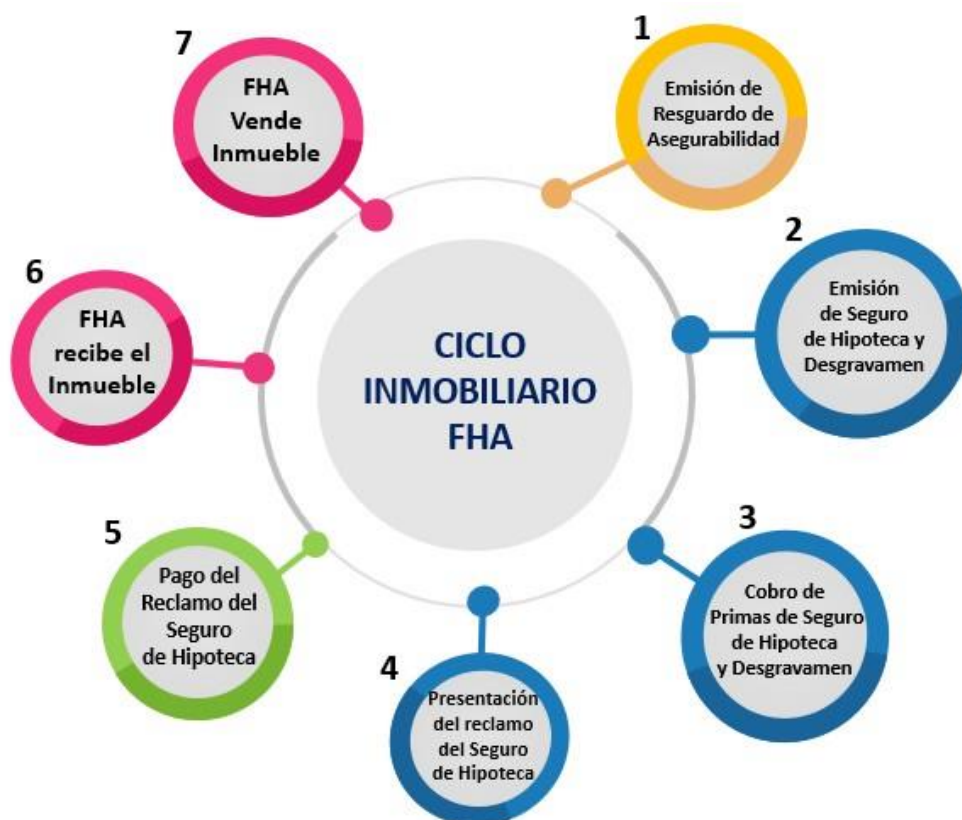 CICLO
INMOBILIARIO
FHA
1
Emisión de
Resguardo de
Asegurabilidad
2
Emisión
de Seguro
de Hipoteca y
Desgravamen
3
Cobro de
Primas de Seguro
de Hipoteca
y Desgravamen
4
Presentación
del reclamo
del Seguro
de Hipoteca
5
Pago del
Reclamo del
Seguro
de Hipoteca
6
FHA
recibe el
Inmueble
7
FHA
Vende
Inmueble